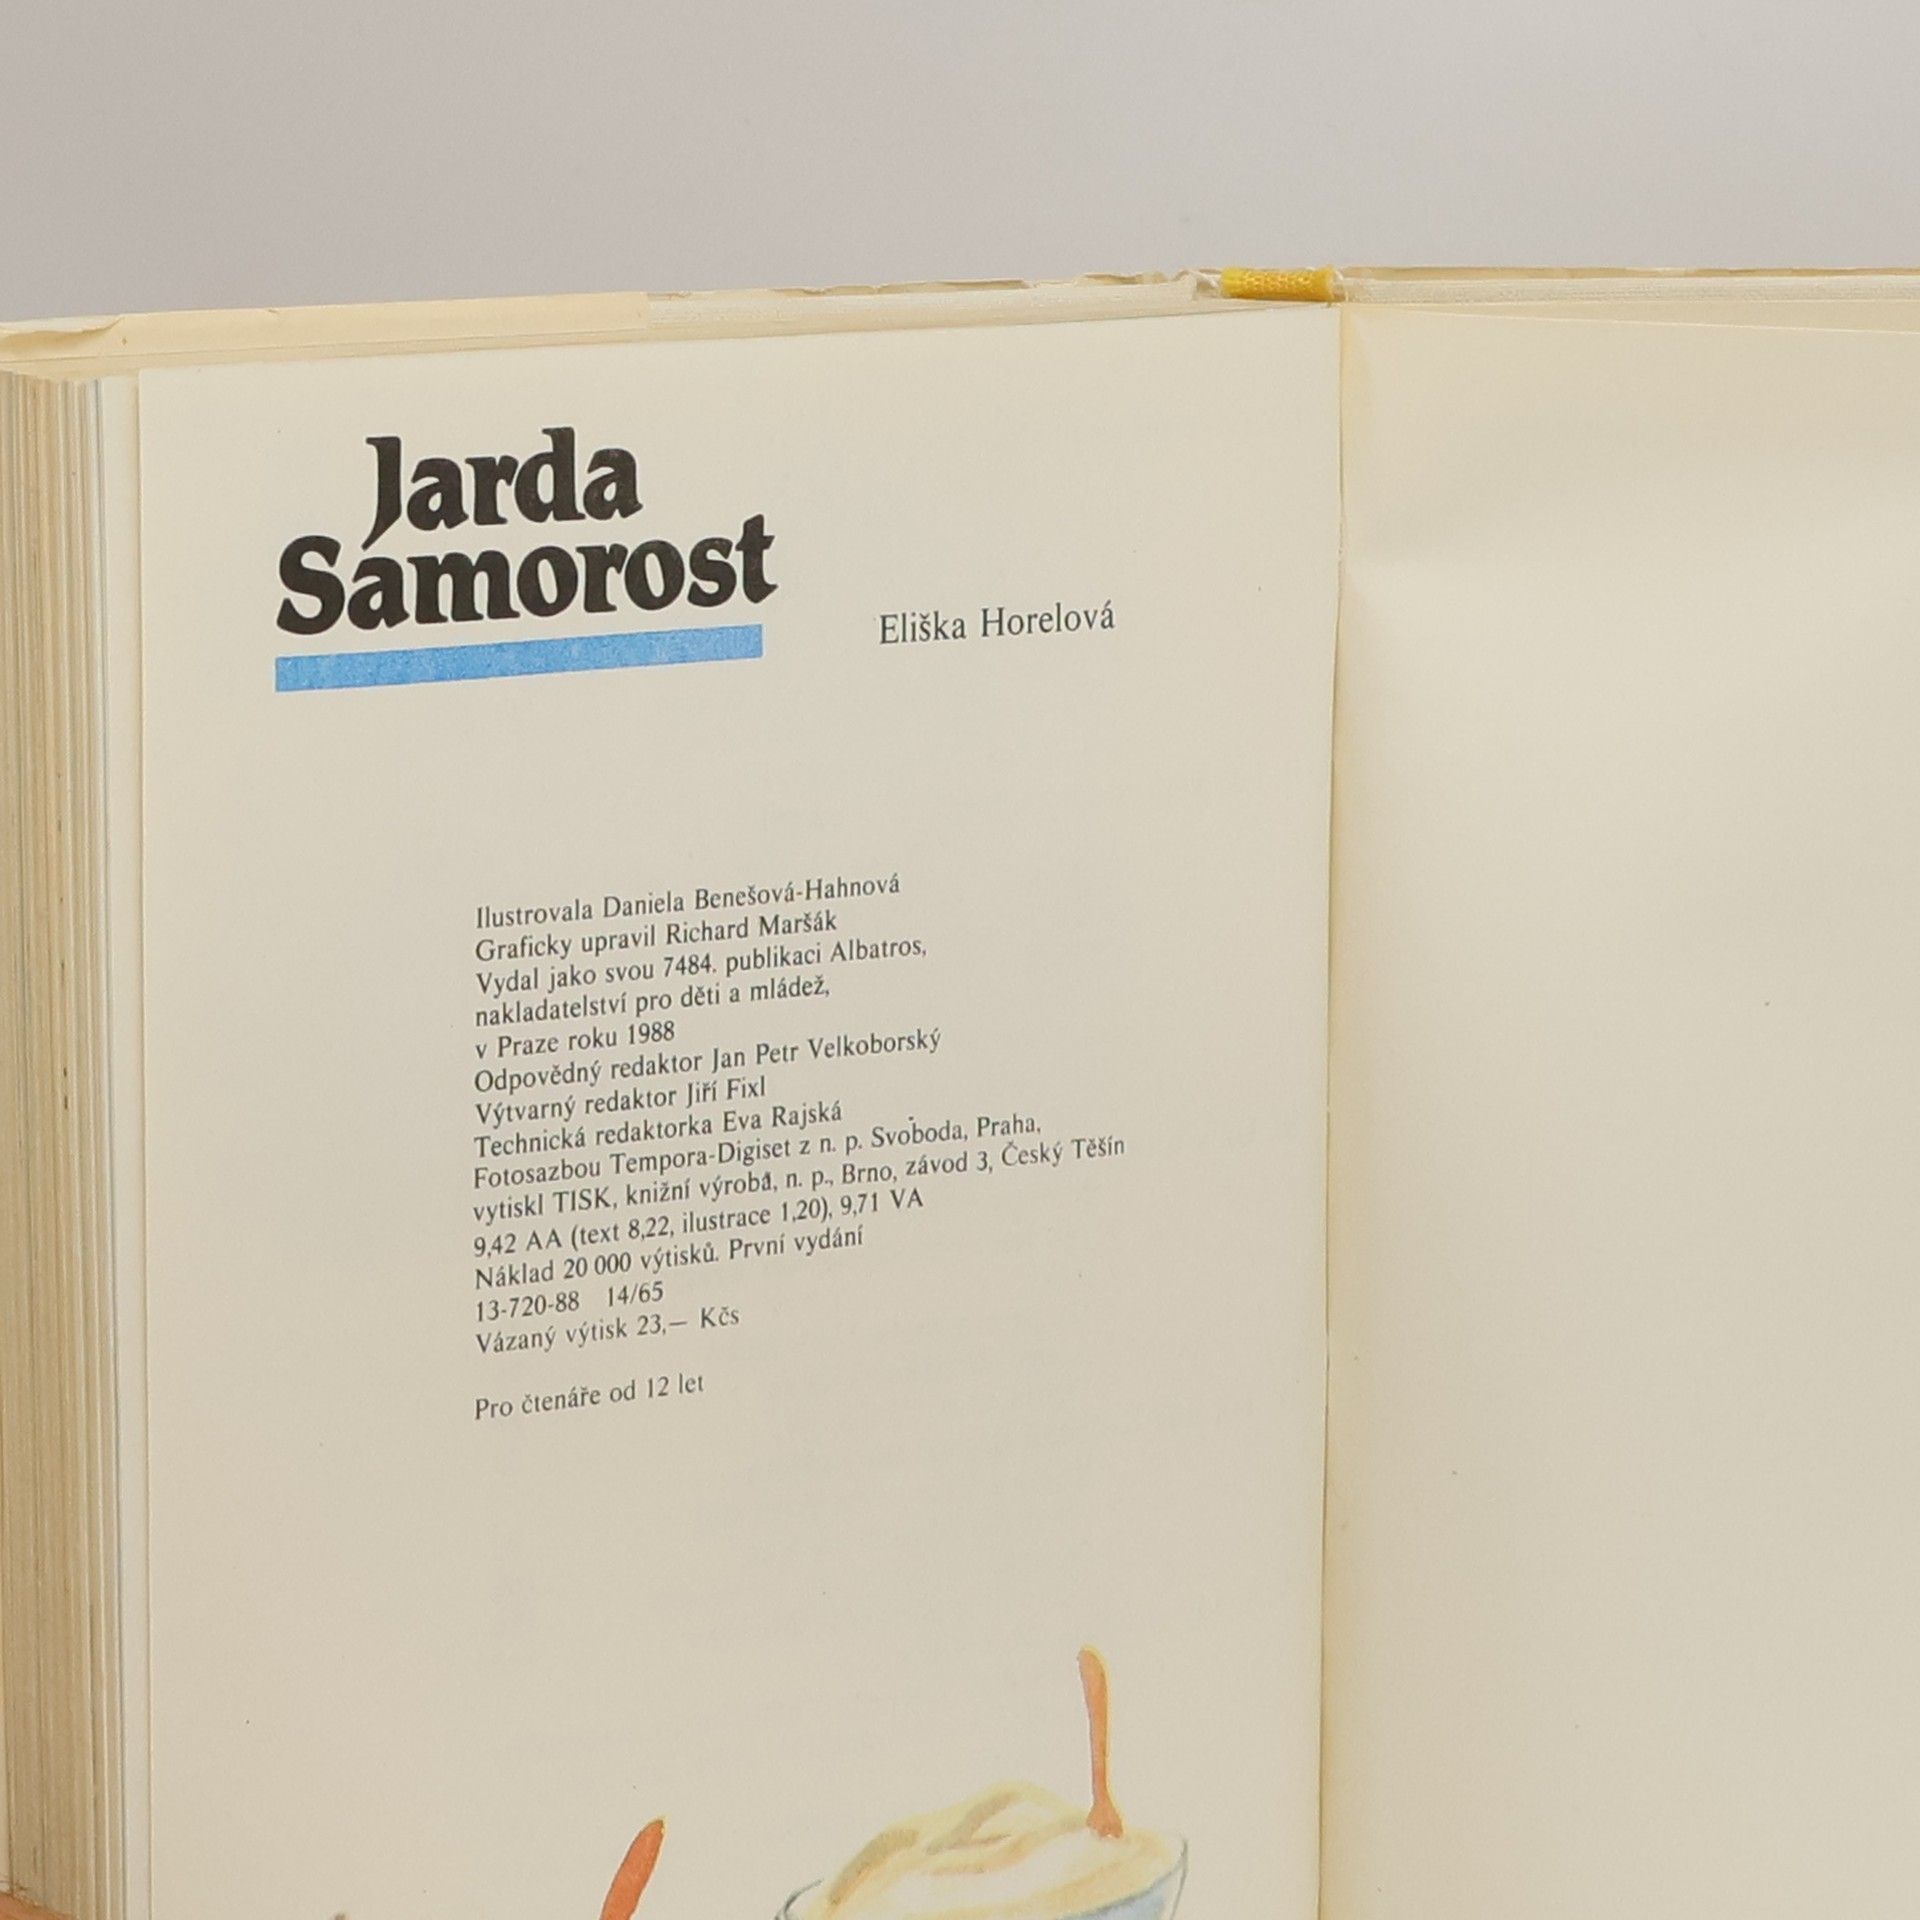 Jarda
Samorost
Eliška Horelová
Ilustrovala Daniela Benešová-Hahnová
Graficky upravil Richard Maršák
Vydal jako svou 7484. publikaci Albatros,
nakladatelství pro děti a mládež,
v Praze roku 1988
Odpovědný redaktor Jan Petr Velkoborský
Výtvarný redaktor Jiří Fixl
Technická redaktorka Eva Rajská
Fotosazbou Tempora-Digiset z n. p. Svoboda, Praha,
vytiskl TISK, knižní výroba, n. p., Brno, závod 3, Český Těšín
9,42 AA (text 8,22, ilustrace 1,20), 9,71 VA
Náklad 20 000 výtisků. První vydání
13-720-88 14/65
Vázaný výtisk 23,— Kčs
Pro čtenáře od 12 let